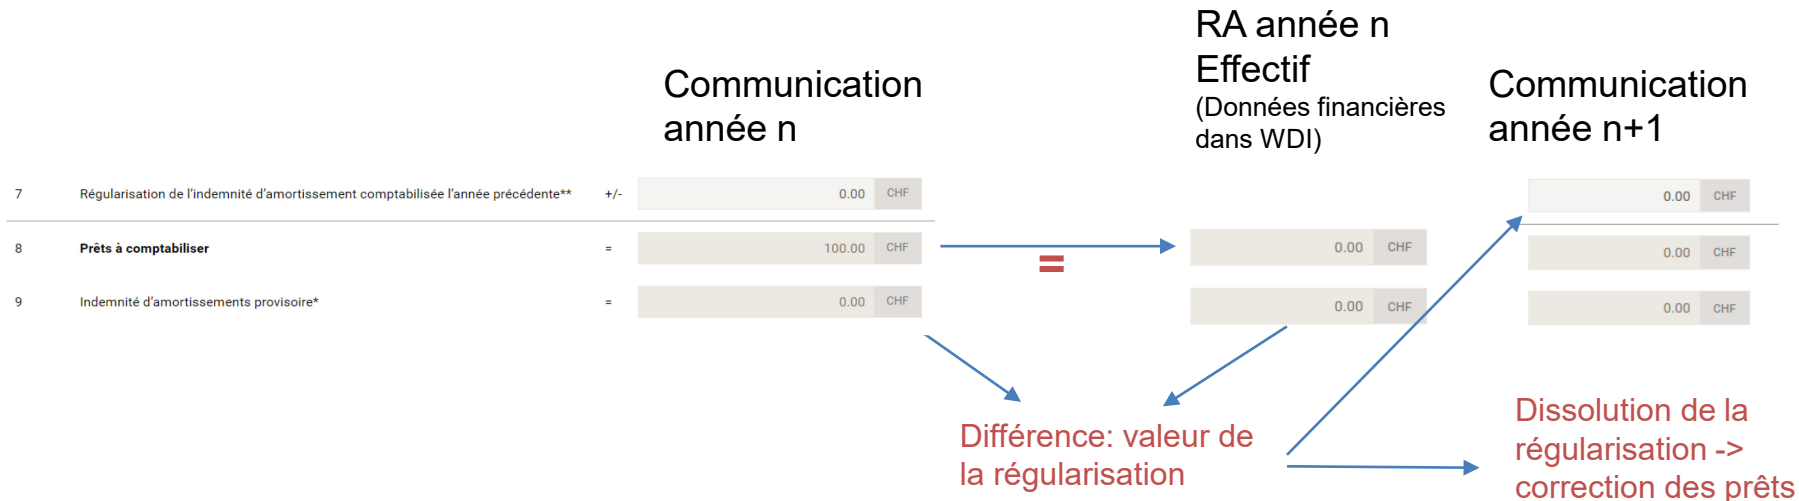 RA année n
Effectif
(Données financières
dans WDI)
Communication
année n
Communication
année n+1
7 Régularisation de l'indemnité d'amortissement comptabilisée l'année précédente** +/- 0.00 CHF 0.00 CHF
8 Prêts à comptabiliser = 100.00 CHF = 0.00 CHF 0.00 CHF
9 Indemnité d'amortissements provisoire* = 0.00 CHF 0.00 CHF 0.00 CHF
Différence: valeur de
la régularisation
Dissolution de la
régularisation ->
correction des prêts